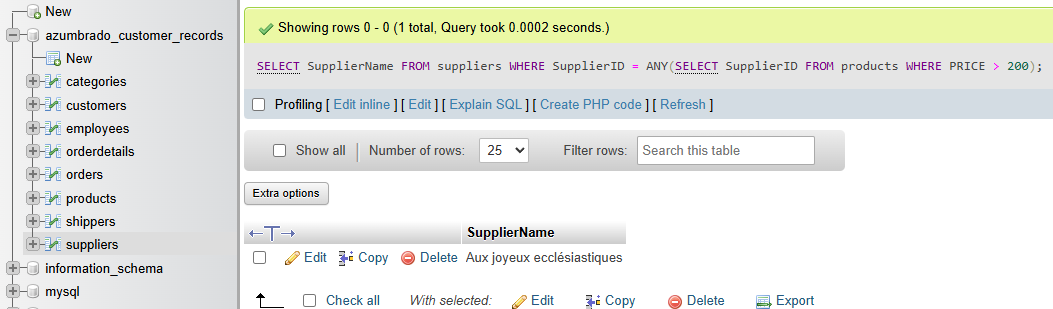 New
azumbrado_customer_records
New
categories
customers
employees
orderdetails
orders
products
shippers
suppliers
information_schema
mysql
Showing rows 0 - 0 (1 total, Query took 0.0002 seconds.)
SELECT SupplierName FROM suppliers WHERE SupplierID = ANY(SELECT SupplierID FROM products WHERE PRICE > 200);
Profiling [ Edit inline ] [ Edit ] [ Explain SQL ] [ Create PHP code ] [ Refresh ]
Show all Number of rows: 25 Filter rows: Search this table
Extra options
SupplierName
Edit Copy Delete Aux joyeux ecclésiastiques
Check all With selected: Edit Copy Delete Export